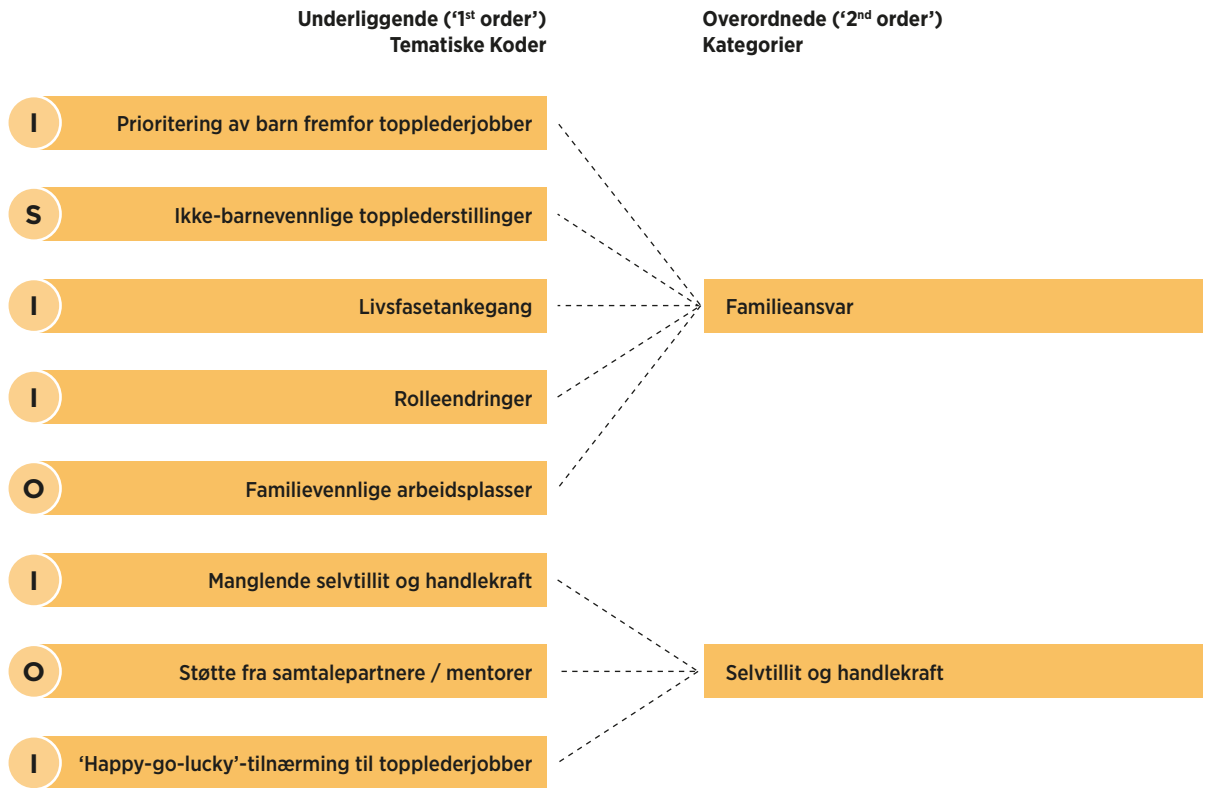 Underliggende (‘1st order’)
Tematiske Koder
Overordnede (‘2nd order’)
Kategorier
I Prioritering av barn fremfor topplederjobber
S Ikke-barnevennlige topplederstillinger
I Livsfasetankegang
Familieansvar
I Rolleendringer
O Familievennlige arbeidsplasser
I Manglende selvtillit og handlekraft
O Støtte fra samtalepartnere / mentorer
Selvtillit og handlekraft
I ‘Happy-go-lucky’-tilnærming til topplederjobber